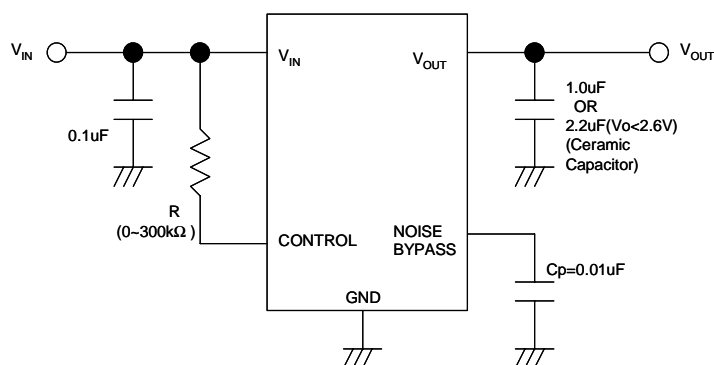 VIN
VIN
VOUT
VOUT
1.0uF
OR
2.2uF(Vo<2.6V)
(Ceramic
Capacitor)
0.1uF
R
(0~300kΩ )
CONTROL
NOISE
BYPASS
Cp=0.01uF
GND